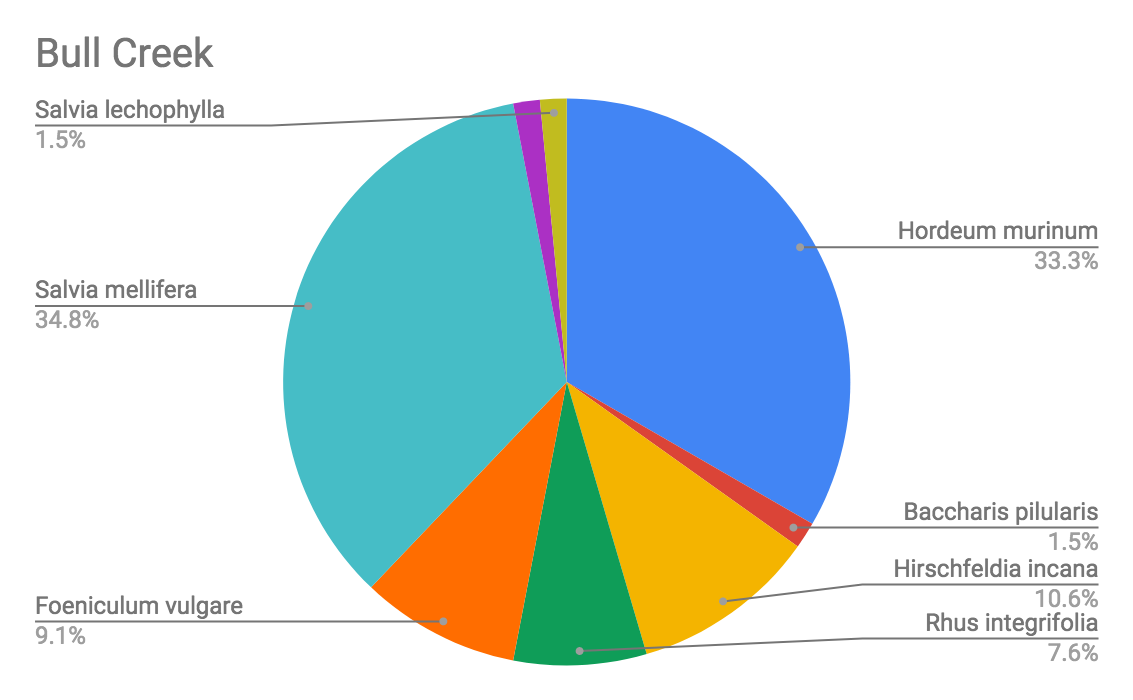 Bull Creek
Salvia lechophylla
1.5%
Salvia mellifera
34.8%
Foeniculum vulgare
9.1%
Hordeum murinum
33.3%
Baccharis pilularis
1.5%
Hirschfeldia incana
10.6%
Rhus integrifolia
7.6%